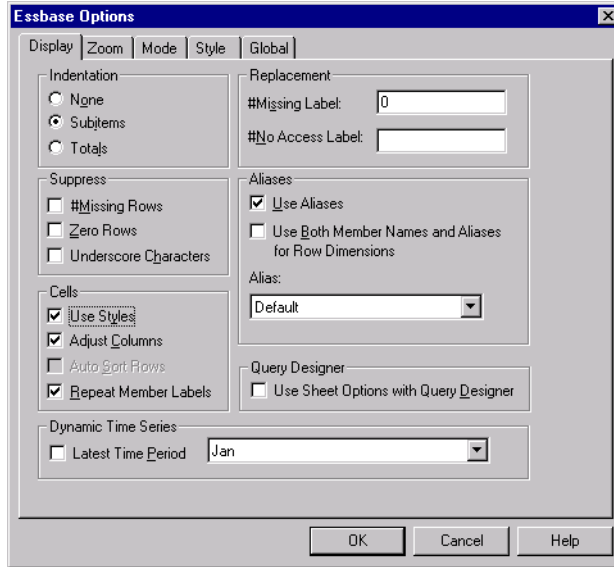 Essbase Options
Display Zoom Mode Style Global
Indentation
None
Subitems
Totals
Replacement
#Missing Label: 0
#No Access Label:
Suppress
#Missing Rows
Zero Rows
Underscore Characters
Aliases
Use Aliases
Use Both Member Names and Aliases
for Row Dimensions
Alias:
Default
Cells
Use Styles
Adjust Columns
Auto Sort Rows
Repeat Member Labels
Query Designer
Use Sheet Options with Query Designer
Dynamic Time Series
Latest Time Period Jan
OK Cancel Help